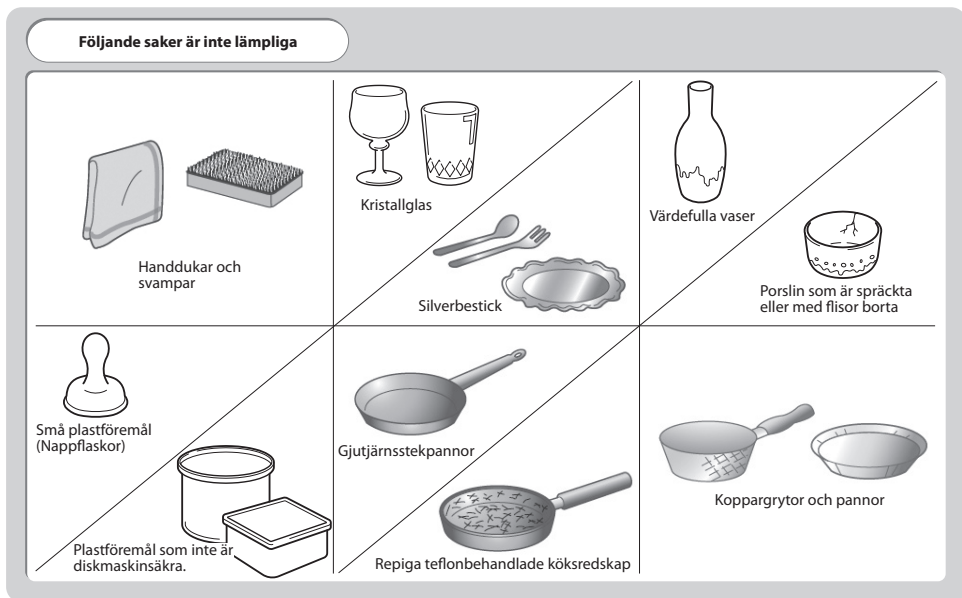 Följande saker är inte lämpliga
Handdukar och
svampar
Kristallglas
Silverbestick
Värdefulla vaser
Porslin som är spräckta
eller med flisor borta
Små plastföremål
(Nappflaskor)
Plastföremål som inte är
diskmaskinsäkra.
Gjutjärnsstekpannor
Repiga teflonbehandlade köksredskap
Koppargrytor och pannor